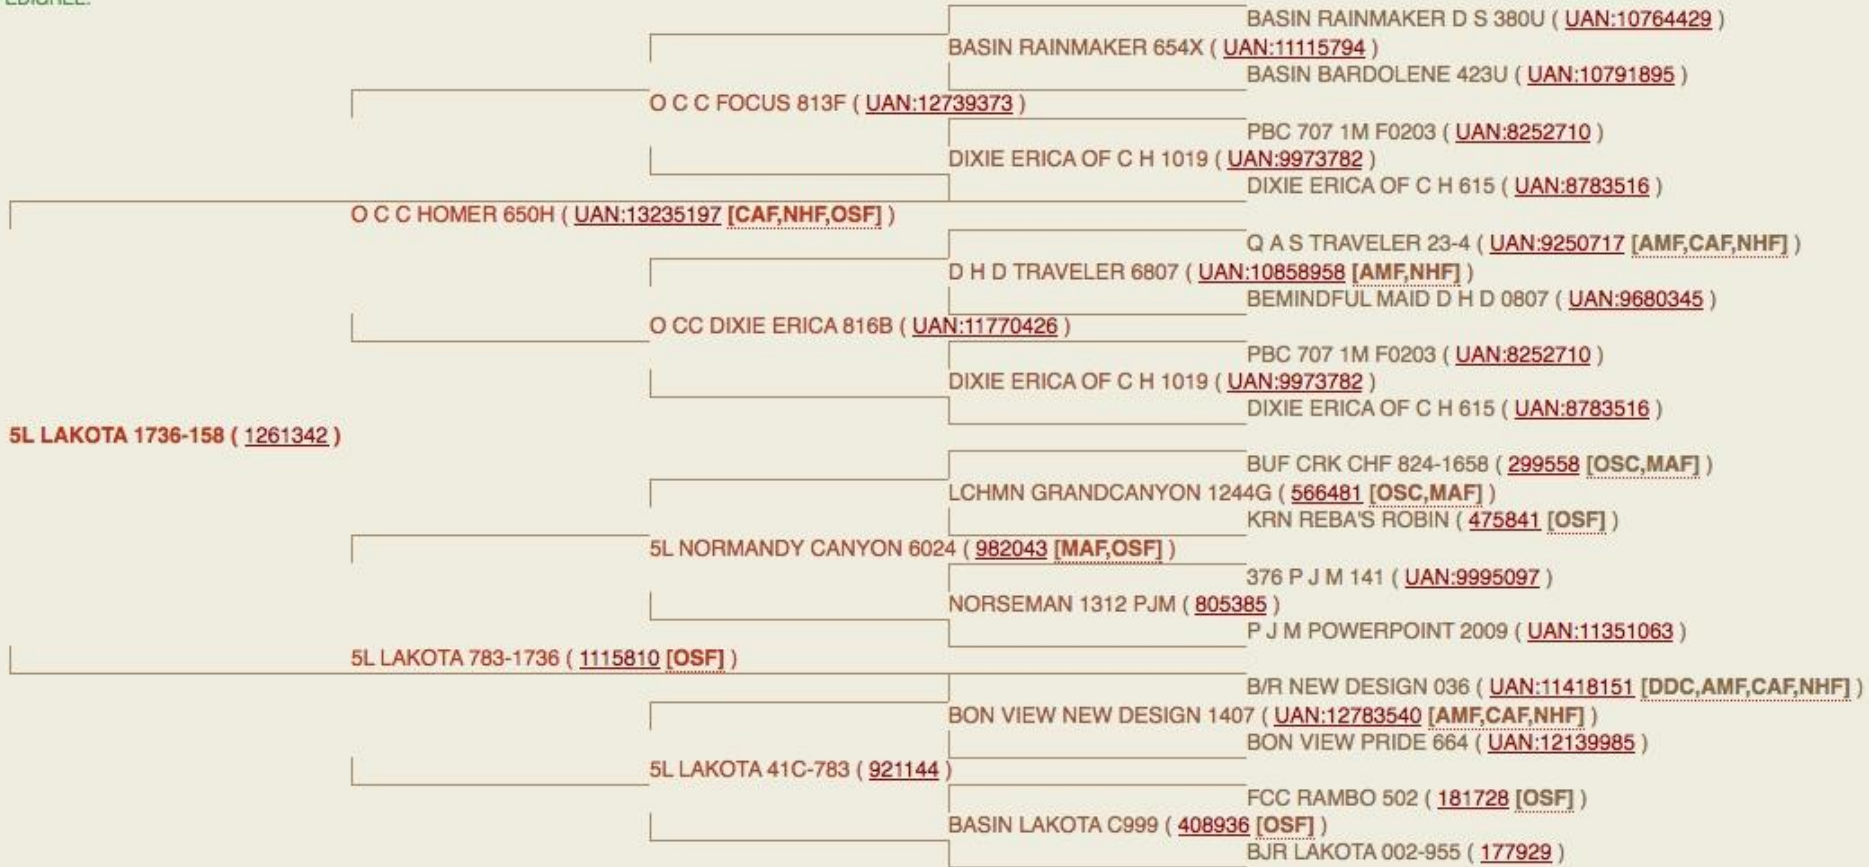 EDIGREE:
BASIN RAINMAKER D S 380U ( UAN:10764429 )
BASIN RAINMAKER 654X ( UAN:11115794 )
BASIN BARDOLENE 423U ( UAN:10791895 )
O C C FOCUS 813F ( UAN:12739373 )
PBC 707 1M F0203 ( UAN:8252710 )
DIXIE ERICA OF C H 1019 ( UAN:9973782 )
DIXIE ERICA OF C H 615 ( UAN:8783516 )
O C C HOMER 650H ( UAN:13235197 [CAF,NHF,OSF] )
Q A S TRAVELER 23-4 ( UAN:9250717 [AMF,CAF,NHF] )
D H D TRAVELER 6807 ( UAN:10858958 [AMF,NHF] )
BEMINDFUL MAID D H D 0807 ( UAN:9680345 )
O CC DIXIE ERICA 816B ( UAN:11770426 )
PBC 707 1M F0203 ( UAN:8252710 )
DIXIE ERICA OF C H 1019 ( UAN:9973782 )
DIXIE ERICA OF C H 615 ( UAN:8783516 )
5L LAKOTA 1736-158 ( 1261342 )
BUF CRK CHF 824-1658 ( 299558 [OSC,MAF] )
LCHMN GRANDCANYON 1244G ( 566481 [OSC,MAF] )
KRN REBA'S ROBIN ( 475841 [OSF] )
5L NORMANDY CANYON 6024 ( 982043 [MAF,OSF] )
376 P J M 141 ( UAN:9995097 )
NORSEMAN 1312 PJM ( 805385 )
P J M POWERPOINT 2009 ( UAN:11351063 )
5L LAKOTA 783-1736 ( 1115810 [OSF] )
B/R NEW DESIGN 036 ( UAN:11418151 [DDC,AMF,CAF,NHF] )
BON VIEW NEW DESIGN 1407 ( UAN:12783540 [AMF,CAF,NHF] )
BON VIEW PRIDE 664 ( UAN:12139985 )
5L LAKOTA 41C-783 ( 921144 )
FCC RAMBO 502 ( 181728 [OSF] )
BASIN LAKOTA C999 ( 408936 [OSF] )
BJR LAKOTA 002-955 ( 177929 )